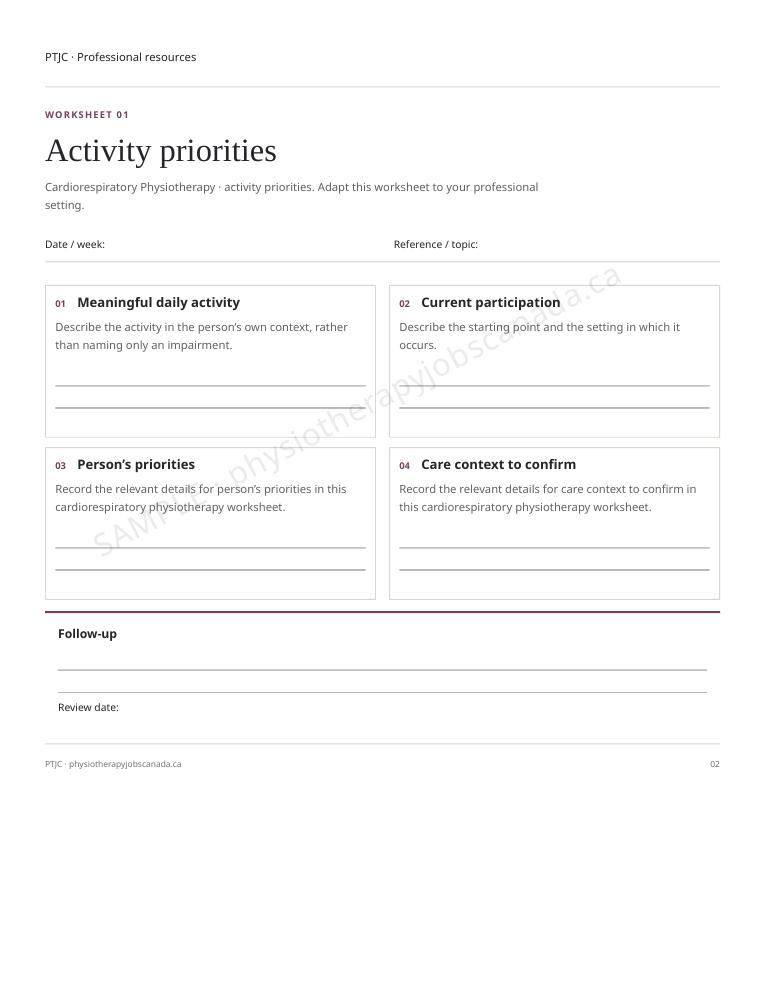 PTJC · Professional resources
WORKSHEET 01
Activity priorities
Cardiorespiratory Physiotherapy · activity priorities. Adapt this worksheet to your professional
setting.
Date / week:
Reference / topic:
01 Meaningful daily activity
Describe the activity in the person’s own context, rather
than naming only an impairment.
02 Current participation
Describe the starting point and the setting in which it
occurs.
03 Person’s priorities
Record the relevant details for person’s priorities in this
cardiorespiratory physiotherapy worksheet.
04 Care context to confirm
Record the relevant details for care context to confirm in
this cardiorespiratory physiotherapy worksheet.
SAMPLE · physiotherapyjobscanada.ca
Follow-up
Review date:
PTJC · physiotherapyjobscanada.ca
02